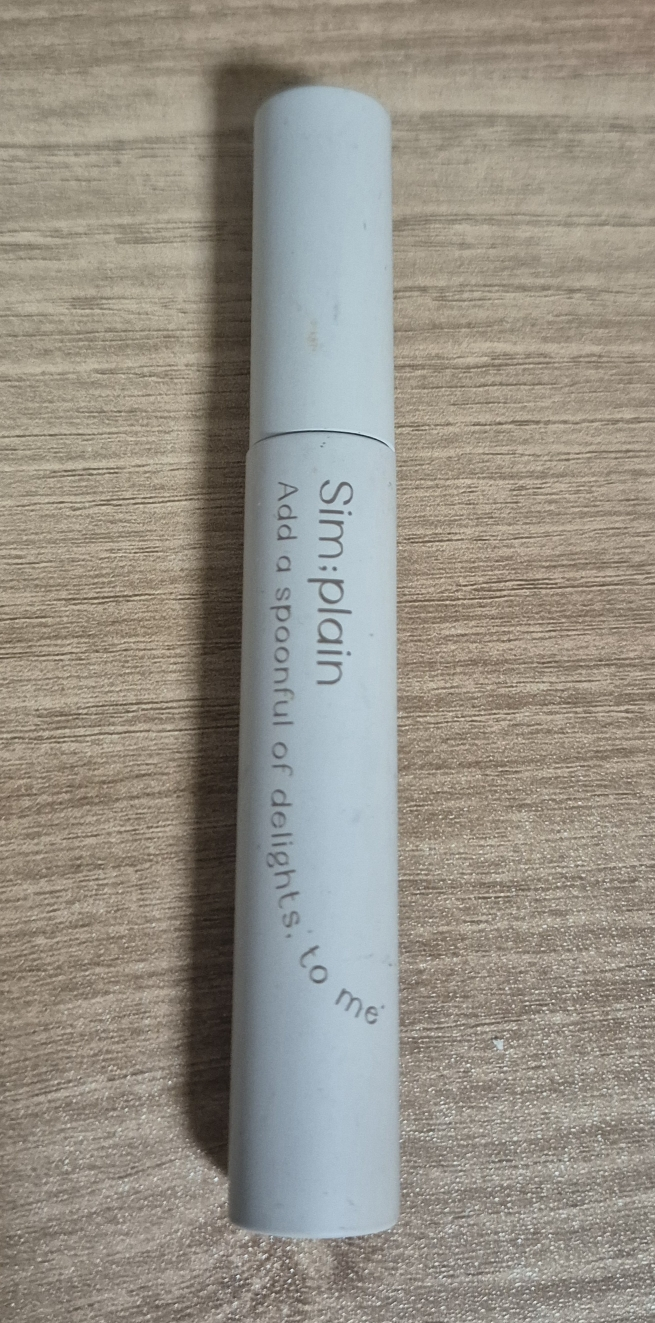 Sim;plain
Add a spoonful of delights, 'to me'